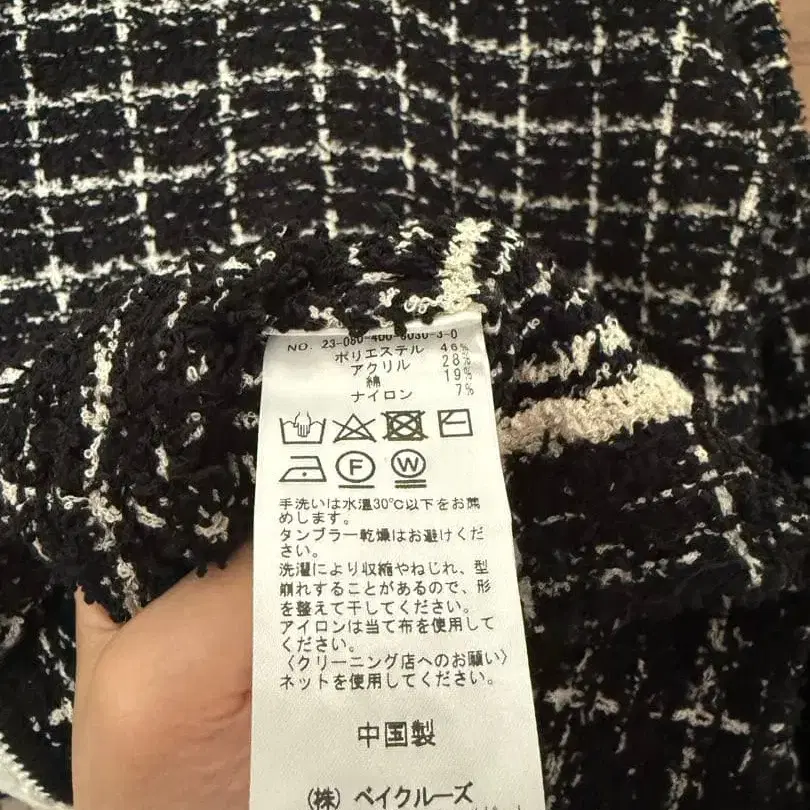 NO. 23-080-400-6030-3-0
ポリエステル 46%
アクリル 28%
綿 19%
ナイロン 7%
F W
手洗いは水温30℃以下をお薦
めします。
タンブラー乾燥はお避けくだ
さい。
洗濯により収縮やねじれ、型
崩れすることがあるので、形
を整えて干してください。
アイロンは当て布を使用して
ください。
〈クリーニング店へのお願い〉
ネットを使用してください。
中国製
(株) ベイクルーズ